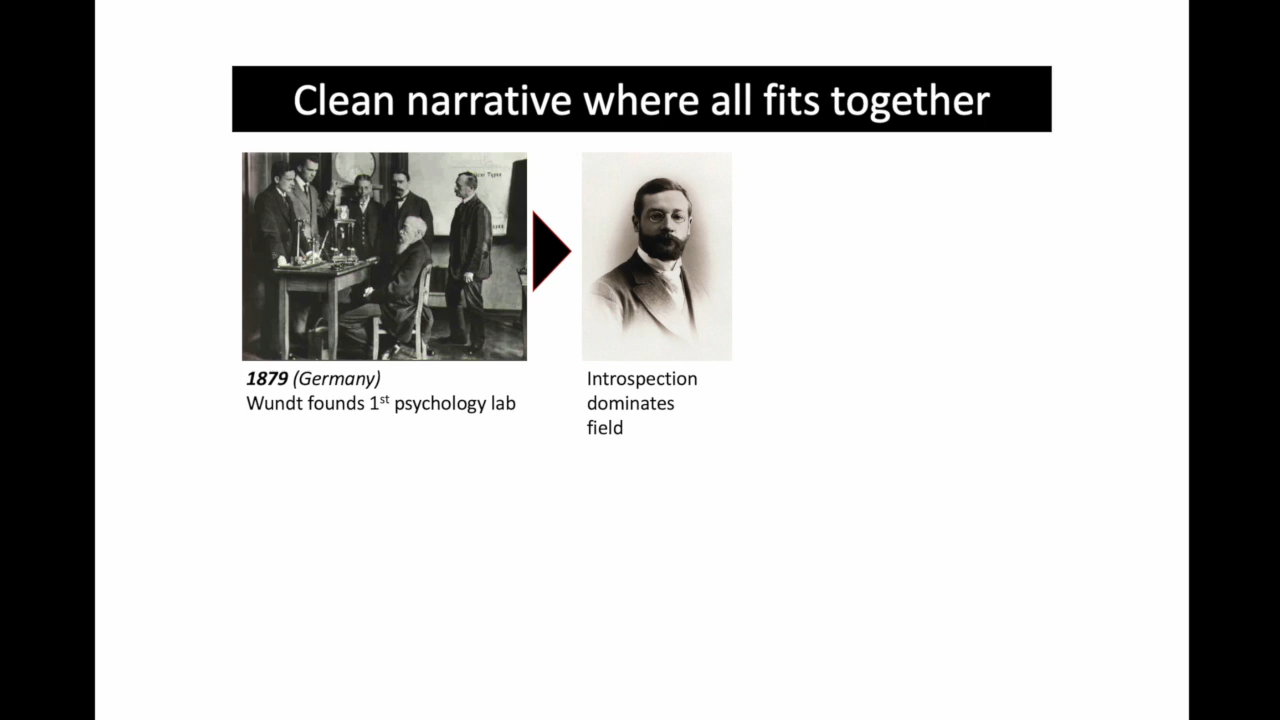 Clean narrative where all fits together
1879 (Germany)
Wundt founds 1st psychology lab
Introspection
dominates
field